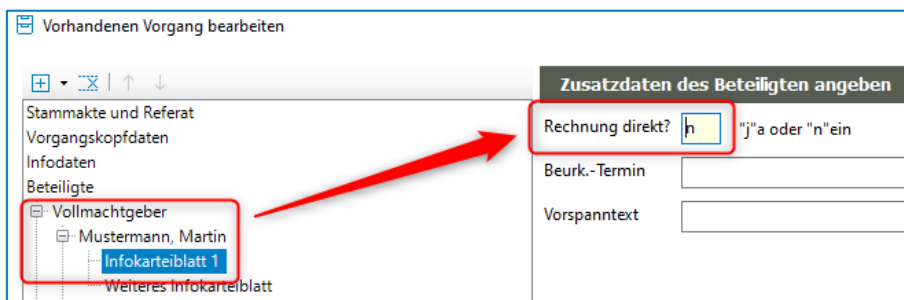 Vorhandenen Vorgang bearbeiten
Zusatzdaten des Beteiligten angeben
Stammakte und Referat
Vorgangskopfdaten
Infodaten
Beteiligte
Vollmachtgeber
Mustermann, Martin
Infokarteiblatt 1
Weiteres Infokarteiblatt
Rechnung direkt? n "j"a oder "n"ein
Beurk.-Termin
Vorspanntext